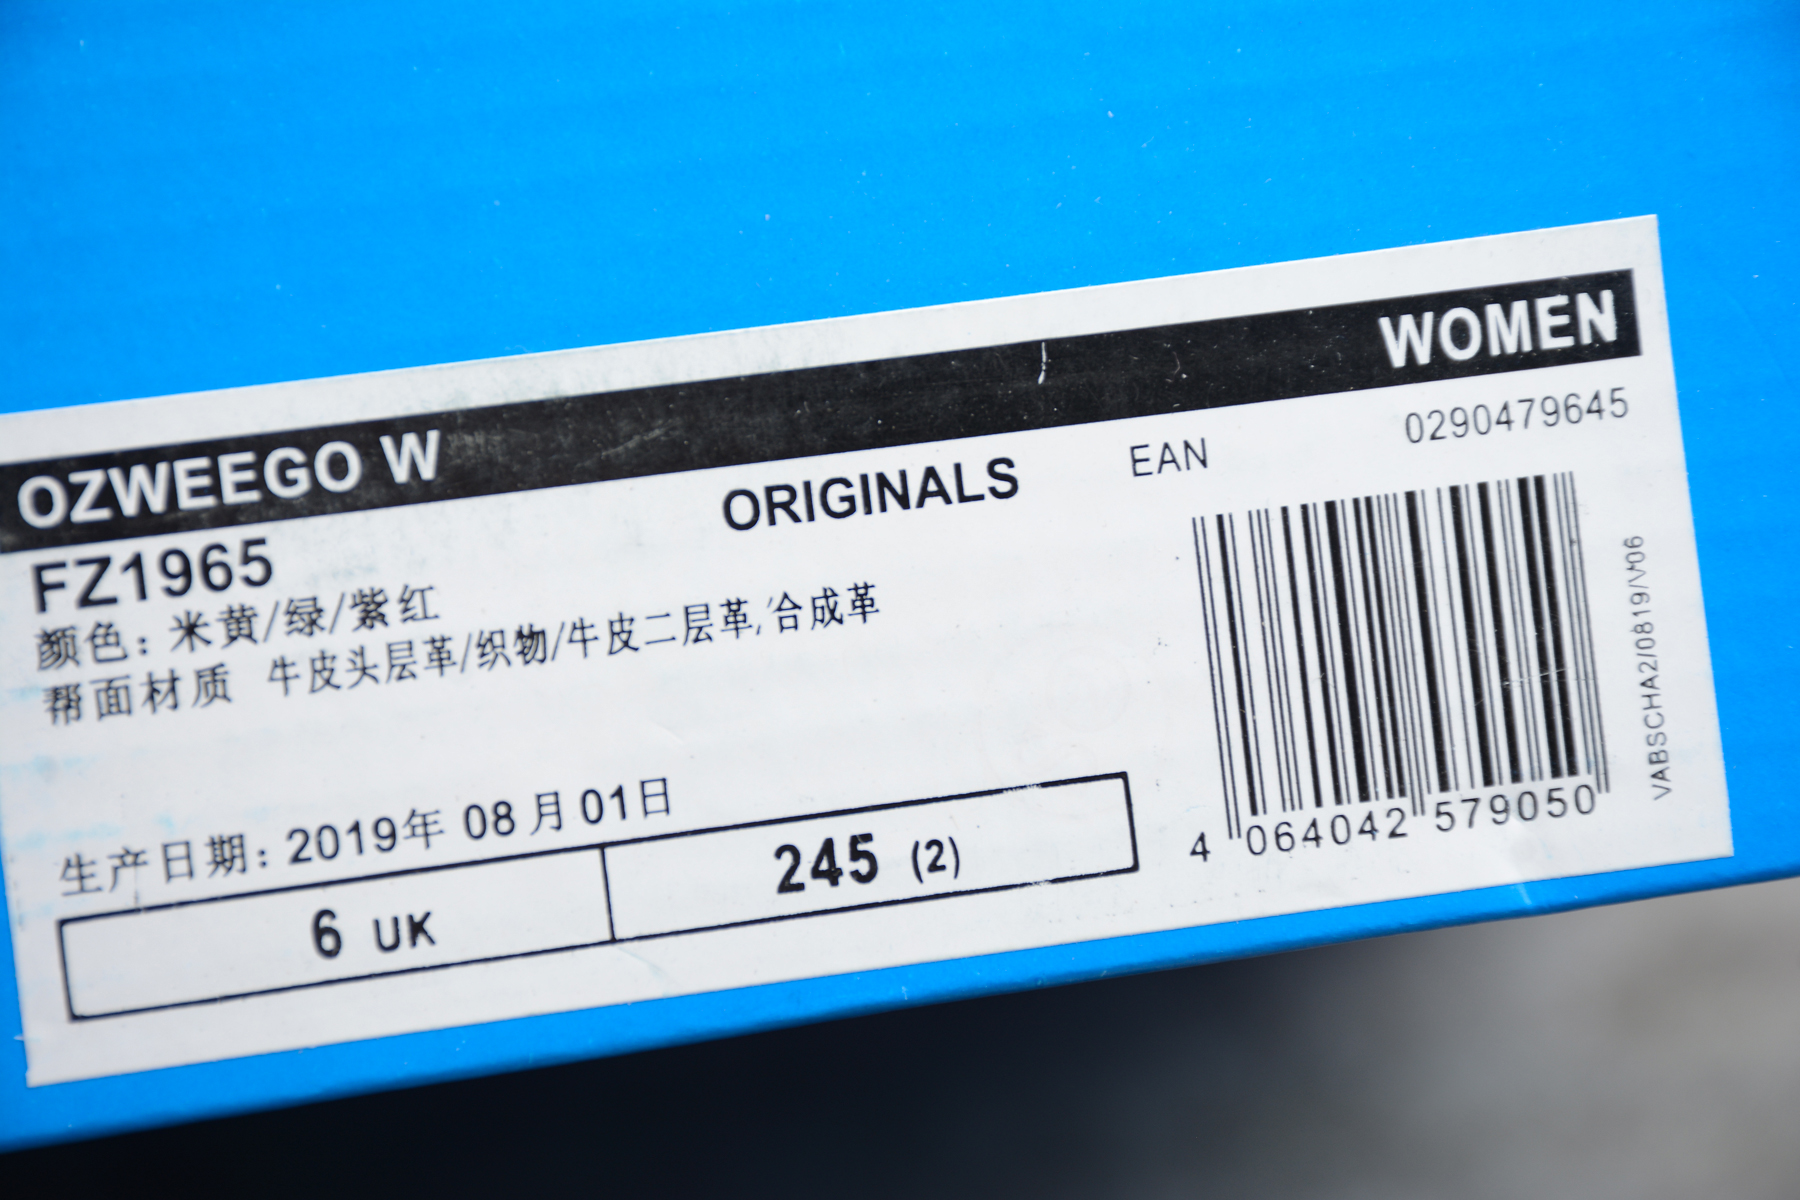 OZWEEGO W
WOMEN
FZ1965
ORIGINALS
EAN
0290479645
颜色: 米黄/绿/紫红
帮面材质 牛皮头层革/织物/牛皮二层革,合成革
生产日期: 2019年 08月01日
6 UK
245 (2)
4 064042 579050
VABSCHA2/0819/V06